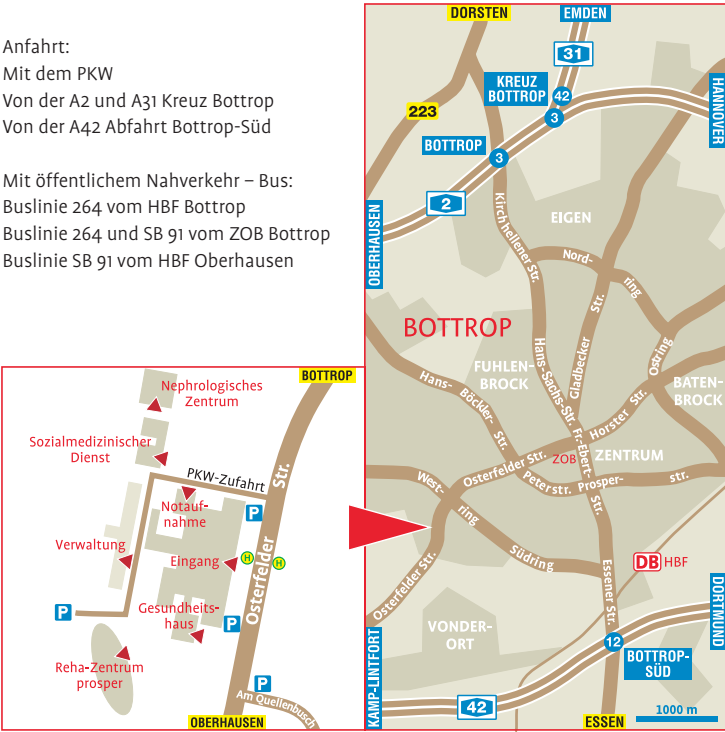 Anfahrt:
Mit dem PKW
Von der A2 und A31 Kreuz Bottrop
Von der A42 Abfahrt Bottrop-Süd
Mit öffentlichem Nahverkehr – Bus:
Buslinie 264 vom HBF Bottrop
Buslinie 264 und SB 91 vom ZOB Bottrop
Buslinie SB 91 vom HBF Oberhausen
BOTTROP
Nephrologisches
Zentrum
Sozialmedizinischer
Dienst
PKW-Zufahrt
Str.
Notauf-
nahme
P
Verwaltung
Eingang
H
H
Osterfelder
Gesundheits-
haus
P
P
Reha-Zentrum
prosper
P
Am Quellenbusch
OBERHAUSEN
DORSTEN
EMDEN
31
KREUZ
BOTTROP
42
3
HANNOVER
223
BOTTROP
3
2
OBERHAUSEN
Kirchhellener Str.
EIGEN
Nord-
ring
BOTTROP
Str.
Gladbecker
Ostring
FUHLEN-
BROCK
Hans-Sachs-Str.
BATEN-
BROCK
Hans-
Böckler-
Str.
Fr.-Ebert-
Str.
Horster Str.
ZENTRUM
ZOB
Osterfelder Str.
Peterstr.
Prosper-
str.
West-
ring
Südring
Osterfelder Str.
Essener Str.
DB HBF
VONDER-
ORT
KAMP-LINTFORT
DORTMUND
12
BOTTROP-
SÜD
42
ESSEN
1000 m